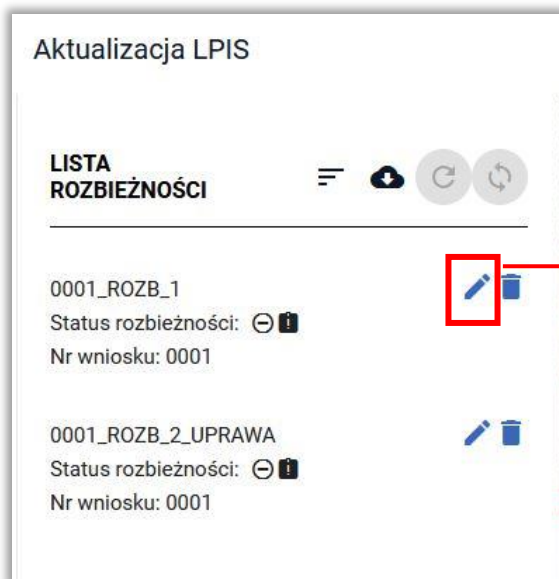 Aktualizacja LPIS
LISTA
ROZBIEŻNOŚCI
0001_ROZB_1
Status rozbieżności:
Nr wniosku: 0001
0001_ROZB_2_UPRAWA
Status rozbieżności:
Nr wniosku: 0001